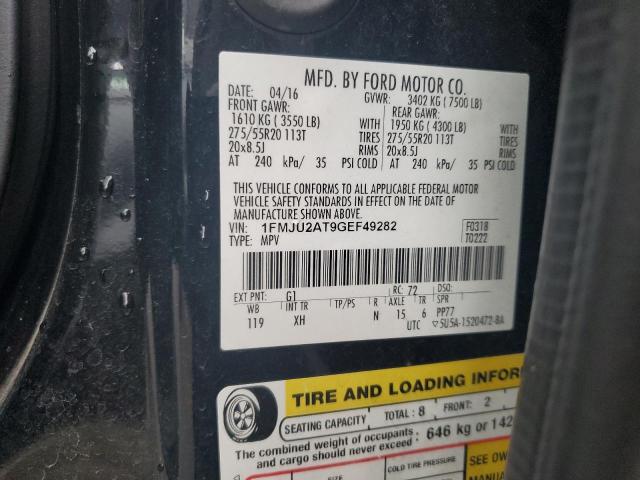 MFD. BY FORD MOTOR CO.
DATE: 04/16 GVWR: 3402 KG ( 7500 LB)
FRONT GAWR: REAR GAWR:
1610 KG ( 3550 LB) WITH 1950 KG ( 4300 LB) WITH
275/55R20 113T TIRES 275/55R20 113T TIRES
20x8.5J RIMS 20x8.5J RIMS
AT 240 kPa/ 35 PSI COLD AT 240 kPa/ 35 PSI COLD
THIS VEHICLE CONFORMS TO ALL APPLICABLE FEDERAL MOTOR
VEHICLE SAFETY STANDARDS IN EFFECT ON THE DATE OF
MANUFACTURE SHOWN ABOVE.
VIN: 1FMJU2AT9GEF49282 F0318
TYPE: MPV T0222
EXT PNT: G1 RC: 72 DSO:
WB INT TR TP/PS R AXLE TR SPR
119 XH N 15 6 PP77
UTC ▽5U5A-1520472-BA
TIRE AND LOADING INFOR
SEATING CAPACITY TOTAL: 8 FRONT: 2
The combined weight of occupants
and cargo should never exceed: 646 kg or 142
COLD TIRE PRESSURE SEE OW
MANUA